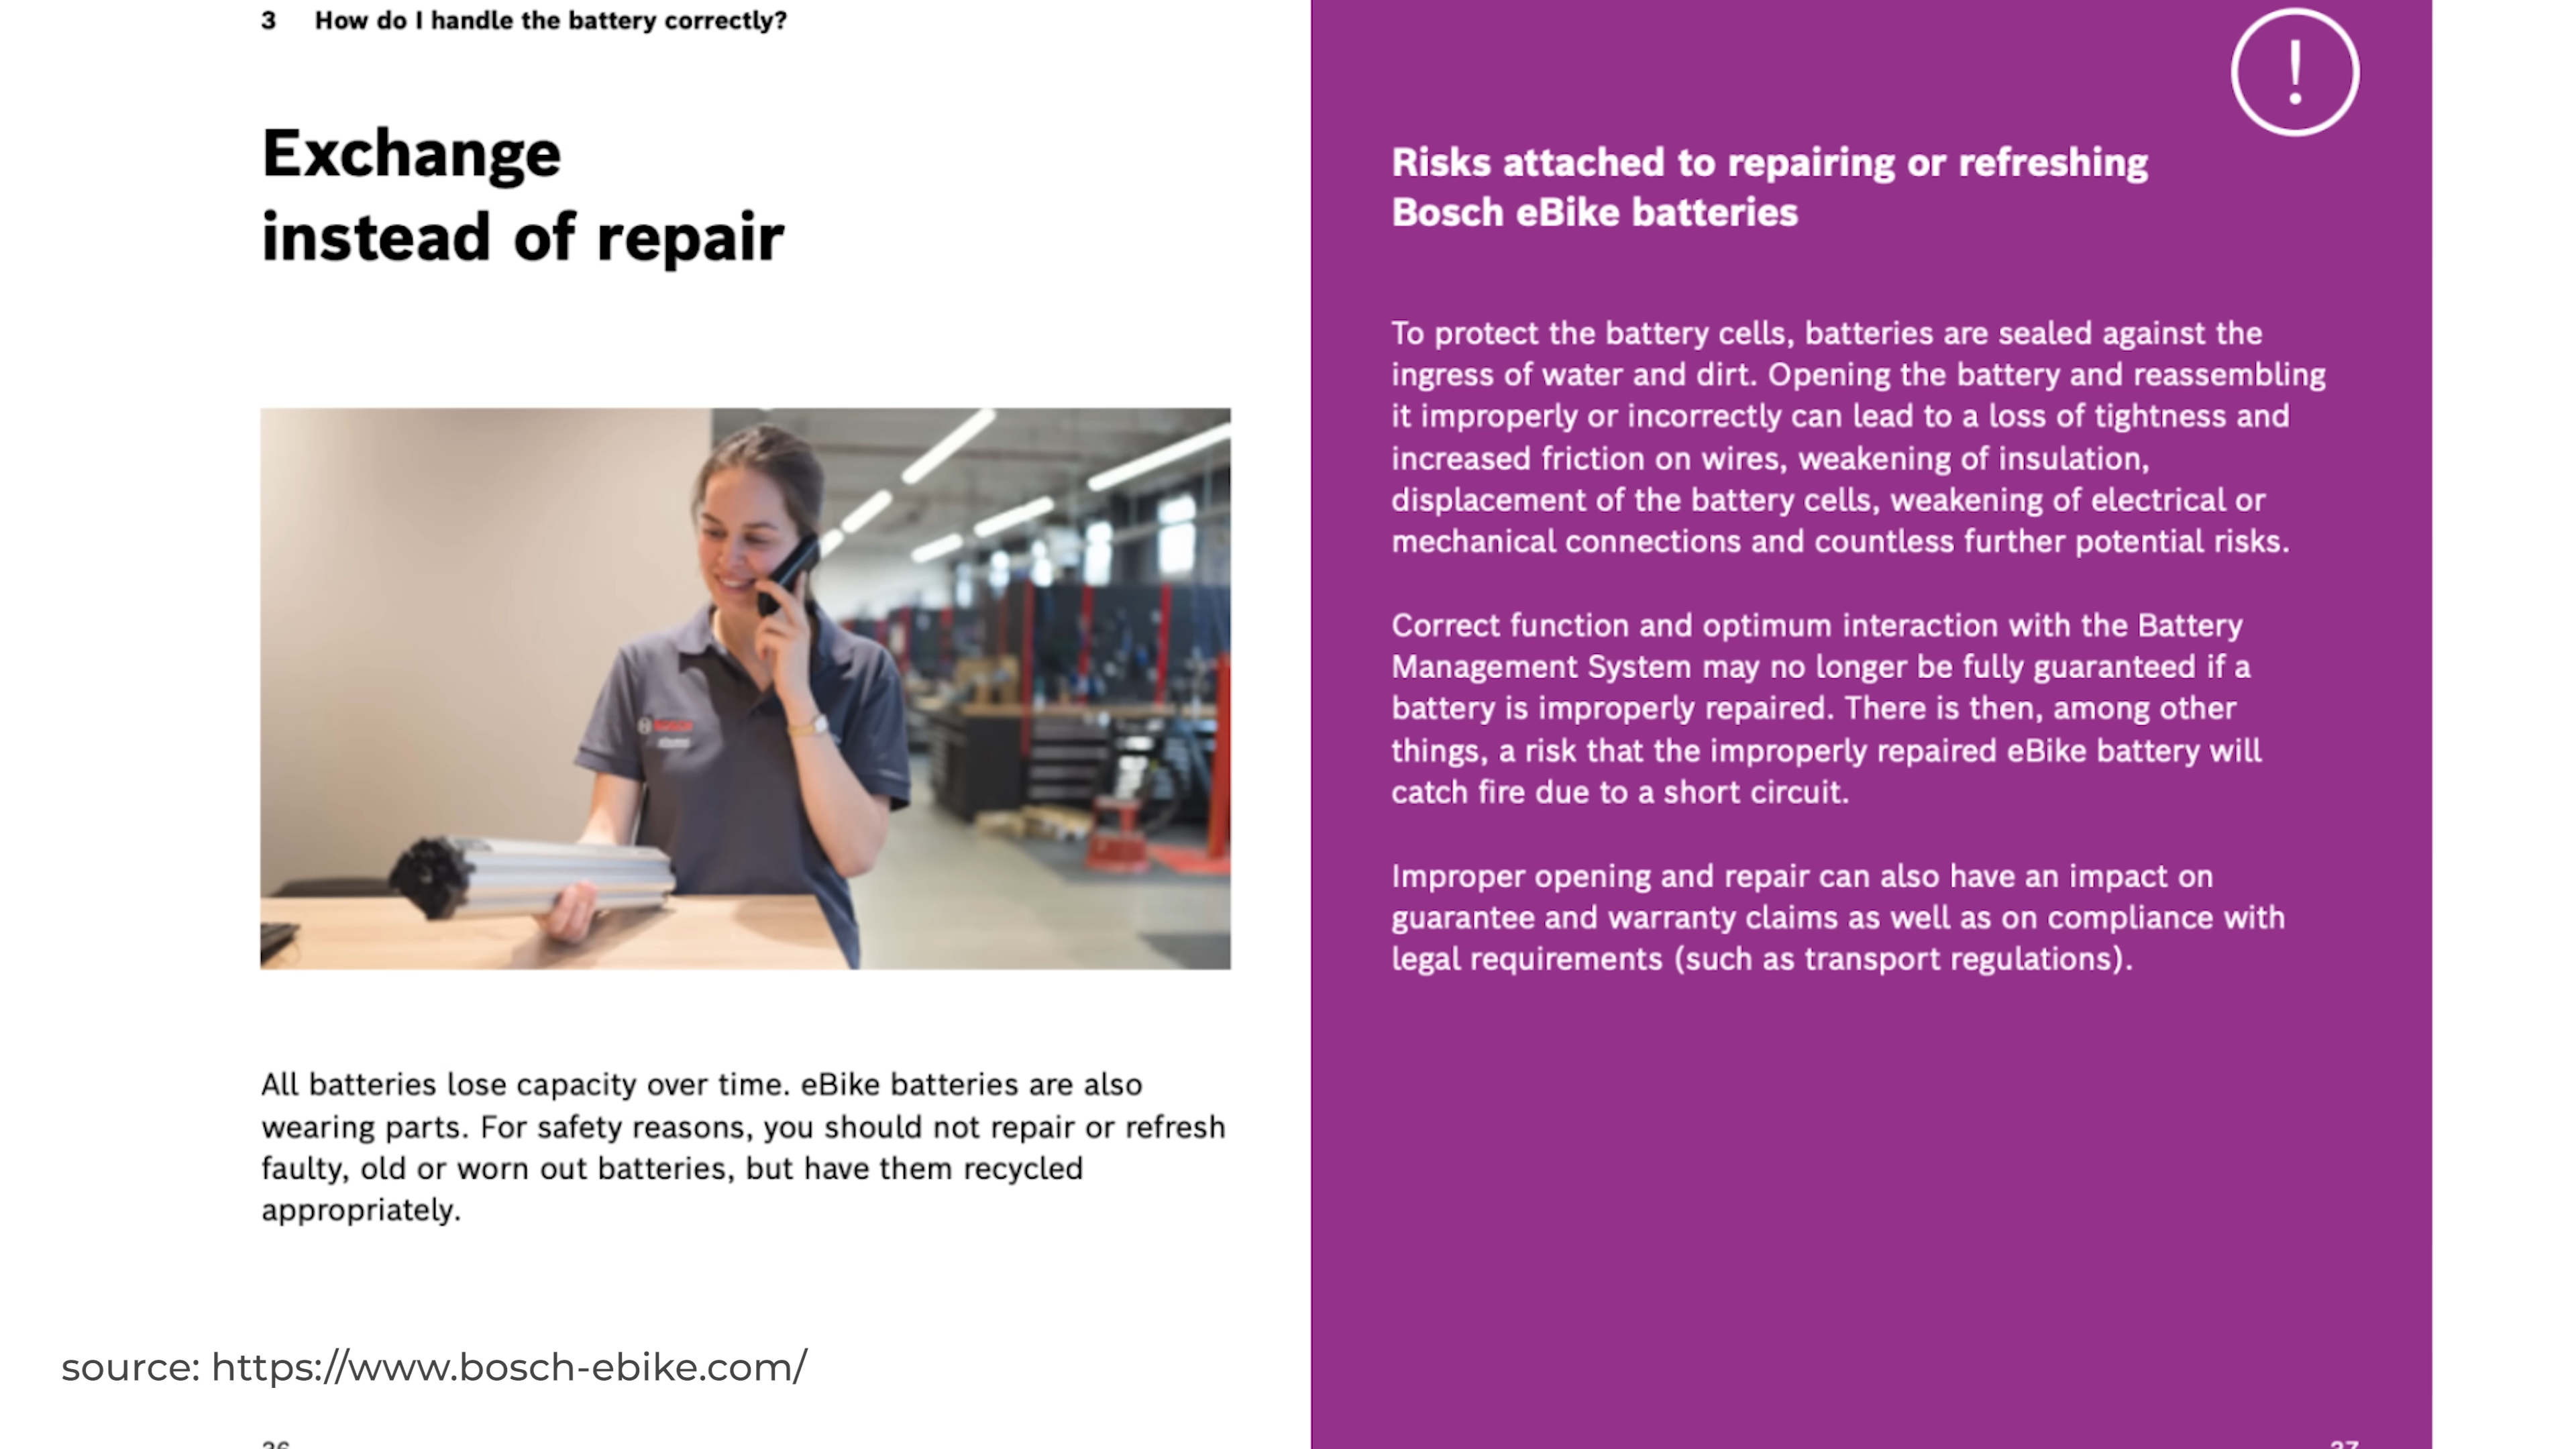 3 How do I handle the battery correctly?
Exchange
instead of repair
All batteries lose capacity over time. eBike batteries are also
wearing parts. For safety reasons, you should not repair or refresh
faulty, old or worn out batteries, but have them recycled
appropriately.
source: https://www.bosch-ebike.com/
!
Risks attached to repairing or refreshing
Bosch eBike batteries
To protect the battery cells, batteries are sealed against the
ingress of water and dirt. Opening the battery and reassembling
it improperly or incorrectly can lead to a loss of tightness and
increased friction on wires, weakening of insulation,
displacement of the battery cells, weakening of electrical or
mechanical connections and countless further potential risks.
Correct function and optimum interaction with the Battery
Management System may no longer be fully guaranteed if a
battery is improperly repaired. There is then, among other
things, a risk that the improperly repaired eBike battery will
catch fire due to a short circuit.
Improper opening and repair can also have an impact on
guarantee and warranty claims as well as on compliance with
legal requirements (such as transport regulations).